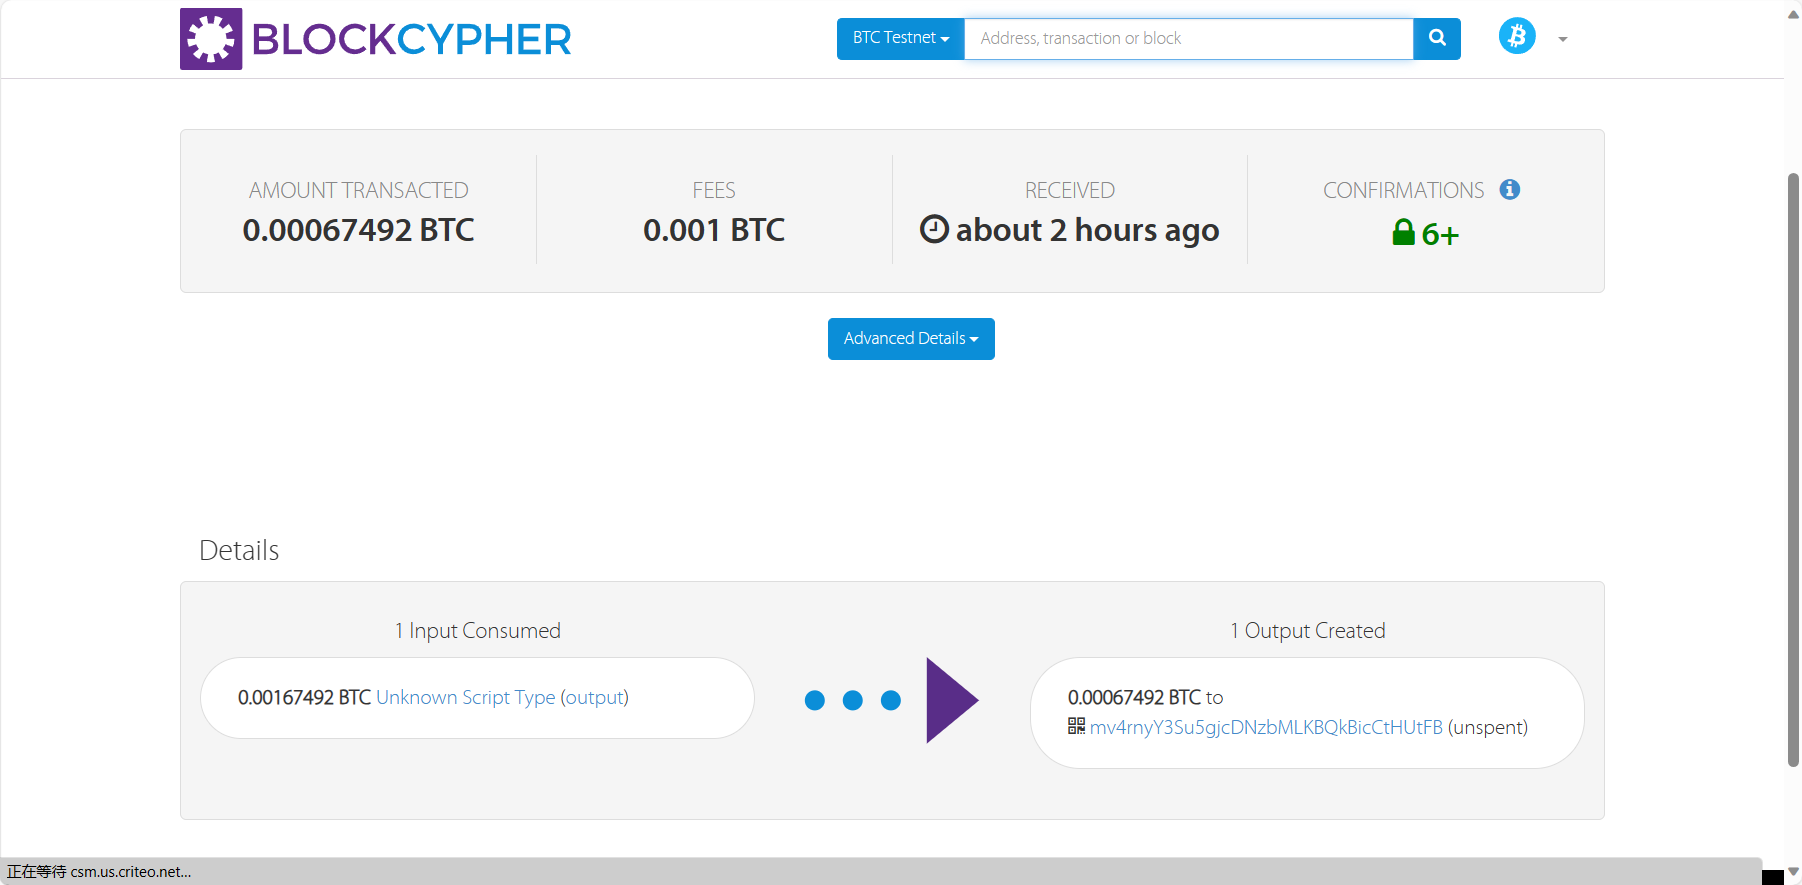 BLOCKCYPHER
BTC Testnet
Address, transaction or block
AMOUNT TRANSACTED
0.00067492 BTC
FEES
0.001 BTC
RECEIVED
about 2 hours ago
CONFIRMATIONS
6+
Advanced Details
Details
1 Input Consumed
0.00167492 BTC Unknown Script Type (output)
1 Output Created
0.00067492 BTC to
mv4rnyY3Su5gjcDNzbMLKBQkBicCtHUtFB (unspent)
正在等待 csm.us.criteo.net...